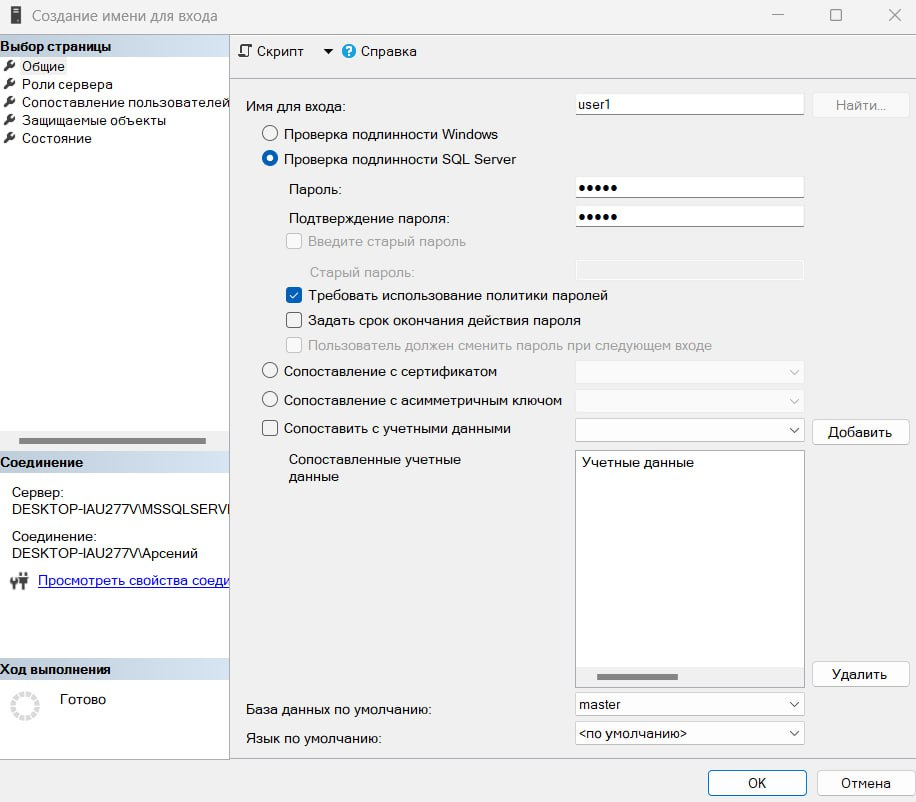 Создание имени для входа
Выбор страницы
Общие
Роли сервера
Сопоставление пользователей
Защищаемые объекты
Состояние
Скрипт
Справка
Имя для входа:
user1
Найти...
Проверка подлинности Windows
Проверка подлинности SQL Server
Пароль:
●●●●●
Подтверждение пароля:
●●●●●
Введите старый пароль
Старый пароль:
Требовать использование политики паролей
Задать срок окончания действия пароля
Пользователь должен сменить пароль при следующем входе
Сопоставление с сертификатом
Сопоставление с асимметричным ключом
Сопоставить с учетными данными
Добавить
Сопоставленные учетные
данные
Учетные данные
Удалить
База данных по умолчанию:
master
Язык по умолчанию:
<по умолчанию>
Соединение
Сервер:
DESKTOP-IAU277V\MSSQLSERVI
Соединение:
DESKTOP-IAU277V\Арсений
Просмотреть свойства соеди
Ход выполнения
Готово
OK
Отмена